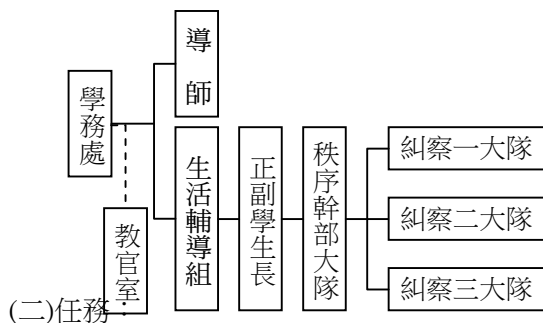 學務處
導師
教官室
生活輔導組
正副學生長
秩序幹部大隊
糾察一大隊
糾察二大隊
糾察三大隊
(二)任務：